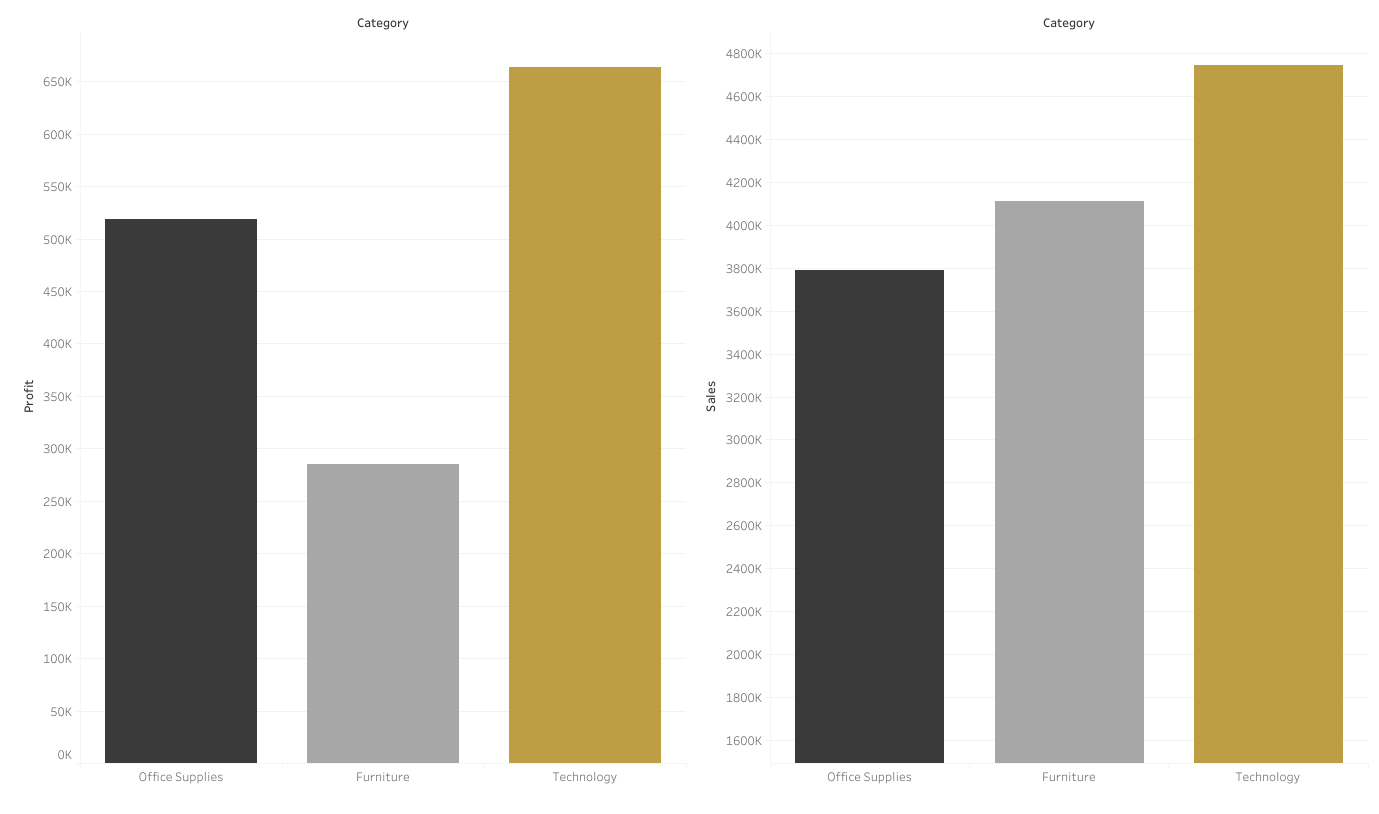 Category
Profit
650K
600K
550K
500K
450K
400K
350K
300K
250K
200K
150K
100K
50K
0K
Office Supplies
Furniture
Technology
Category
Sales
4800K
4600K
4400K
4200K
4000K
3800K
3600K
3400K
3200K
3000K
2800K
2600K
2400K
2200K
2000K
1800K
1600K
Office Supplies
Furniture
Technology